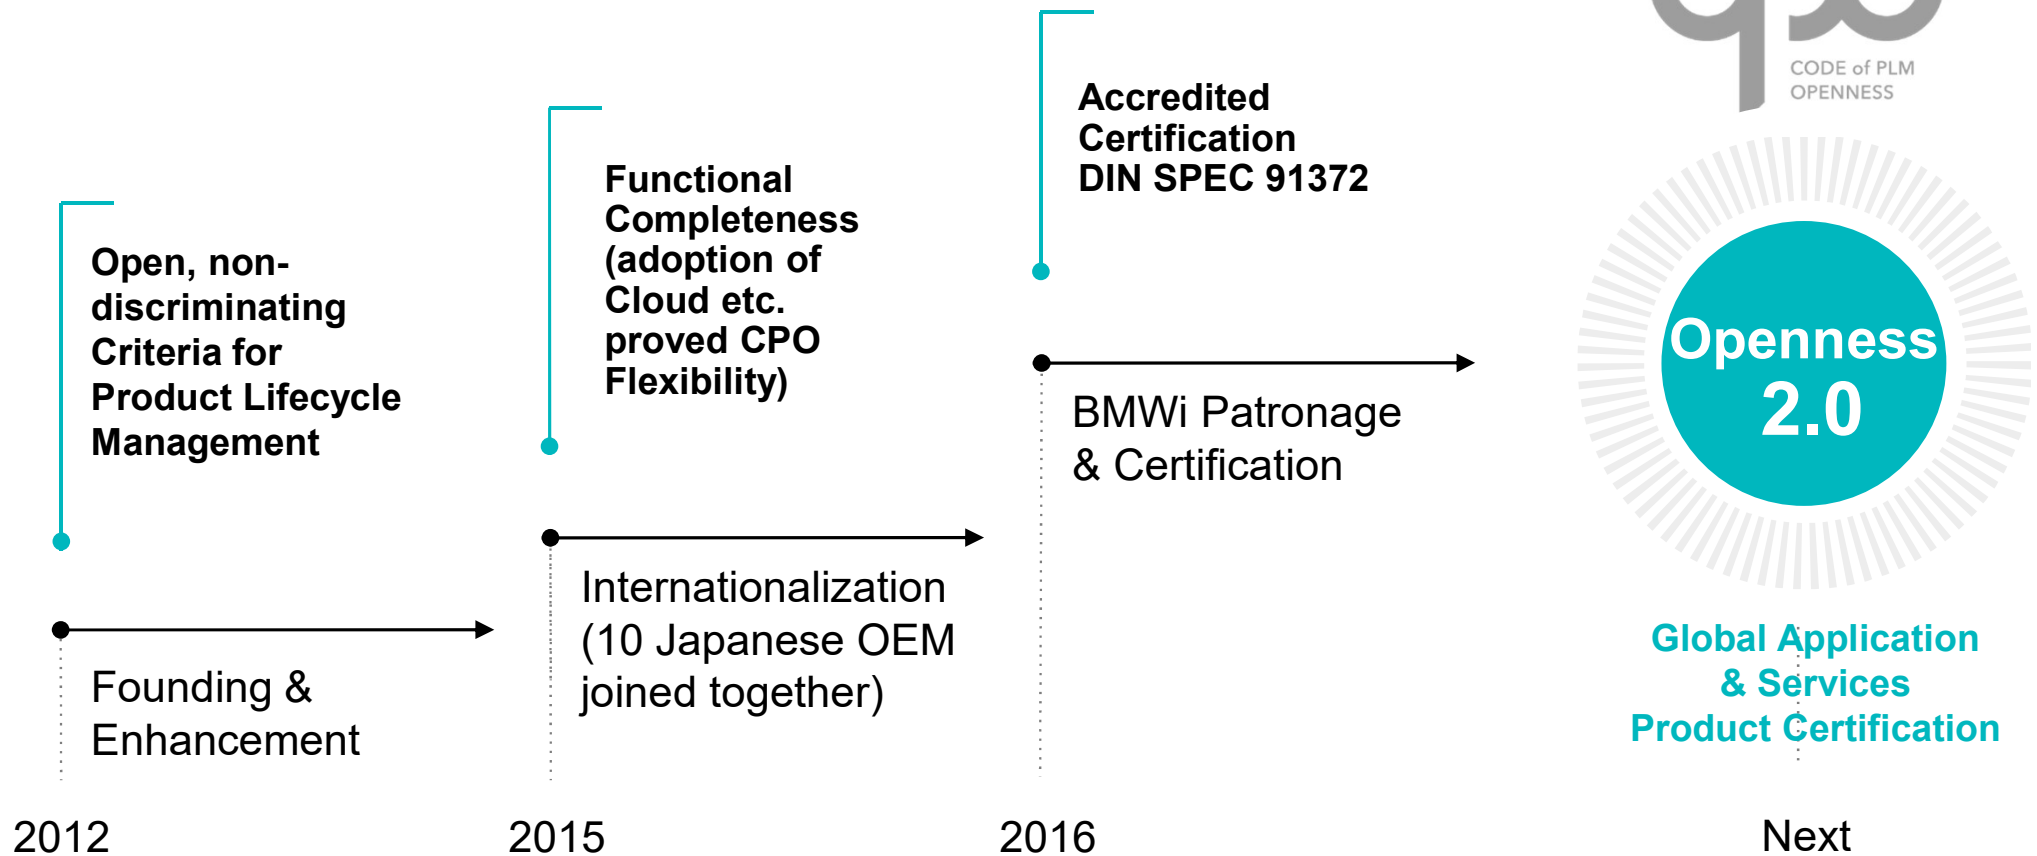 CODE of PLM
OPENNESS
Open, non-
discriminating
Criteria for
Product Lifecycle
Management
Founding &
Enhancement
2012
Functional
Completeness
(adoption of
Cloud etc.
proved CPO
Flexibility)
Internationalization
(10 Japanese OEM
joined together)
2015
Accredited
Certification
DIN SPEC 91372
BMWi Patronage
& Certification
2016
Openness
2.0
Global Application
& Services
Product Certification
Next